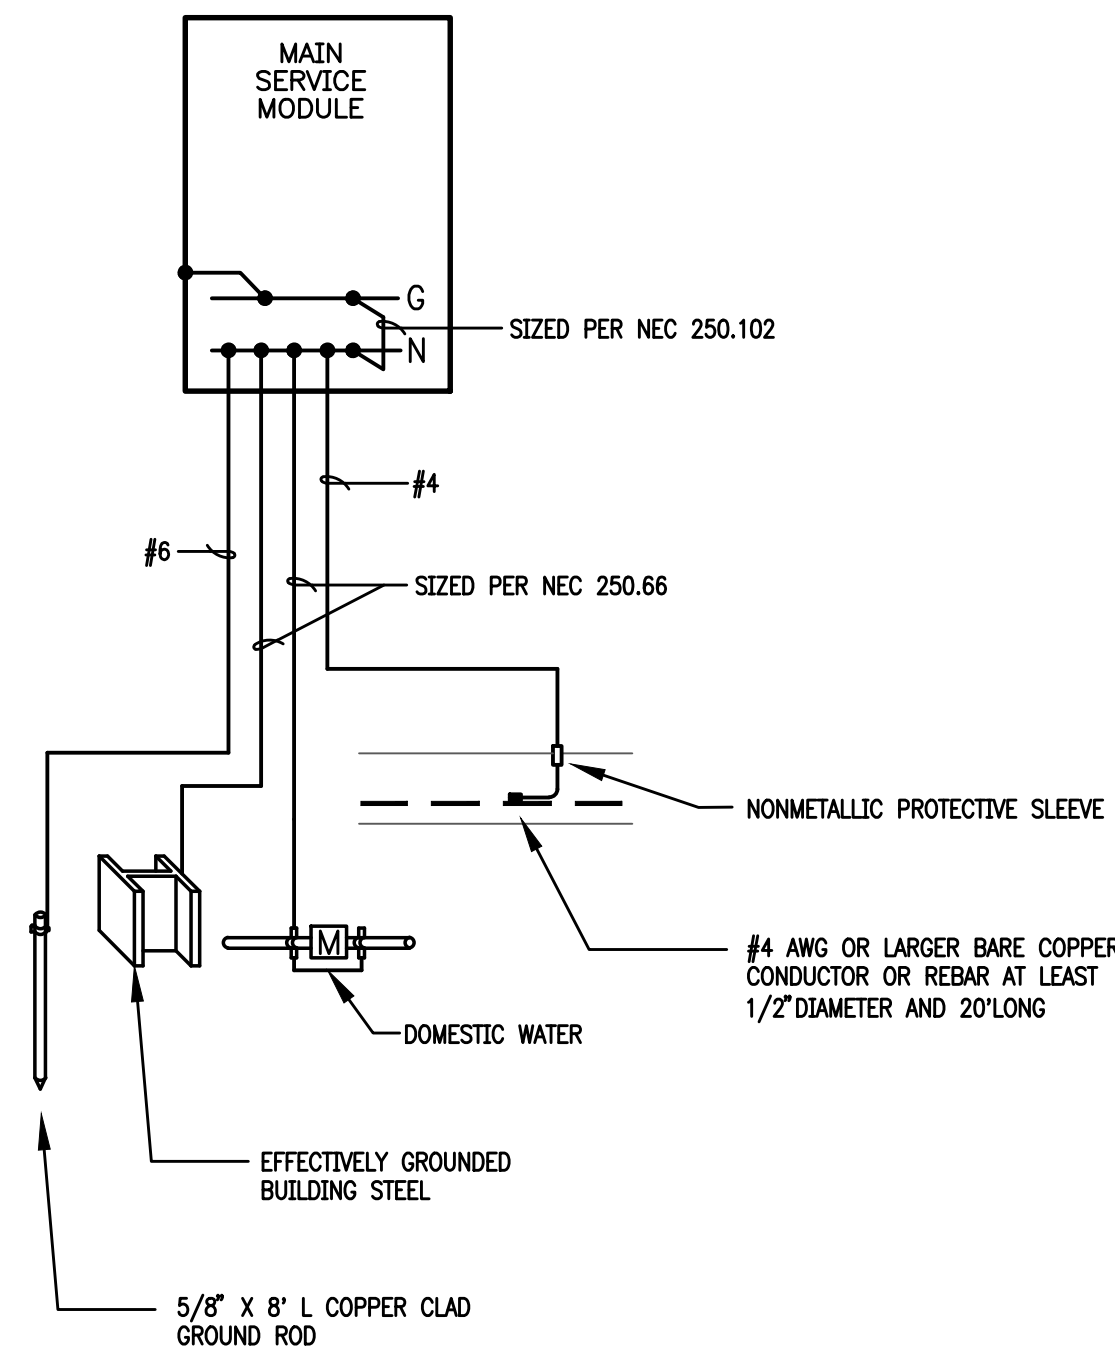 MAIN
SERVICE
MODULE
G
SIZED PER NEC 250.102
N
#4
#6
SIZED PER NEC 250.66
NONMETALLIC PROTECTIVE SLEEVE
#4 AWG OR LARGER BARE COPPER
CONDUCTOR OR REBAR AT LEAST
1/2" DIAMETER AND 20'LONG
M
DOMESTIC WATER
EFFECTIVELY GROUNDED
BUILDING STEEL
5/8" X 8' L COPPER CLAD
GROUND ROD